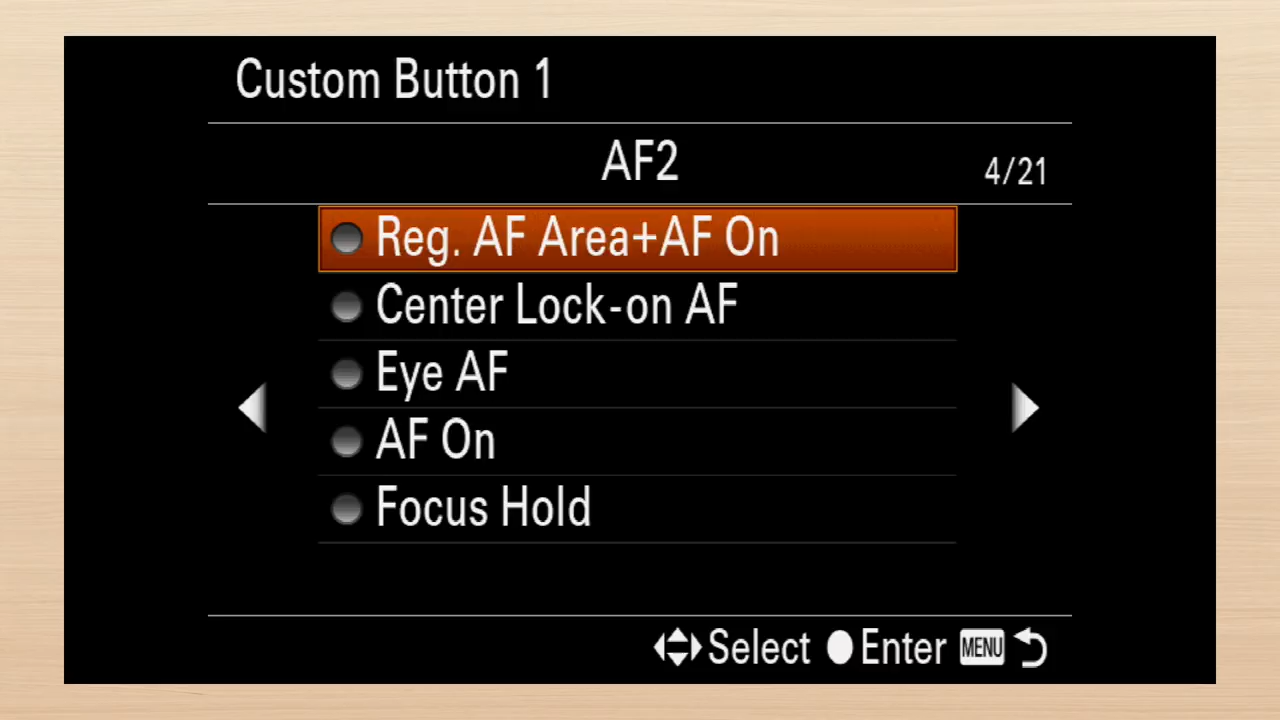 Custom Button 1
AF2
4/21
Reg. AF Area+AF On
Center Lock-on AF
Eye AF
AF On
Focus Hold
Select Enter MENU